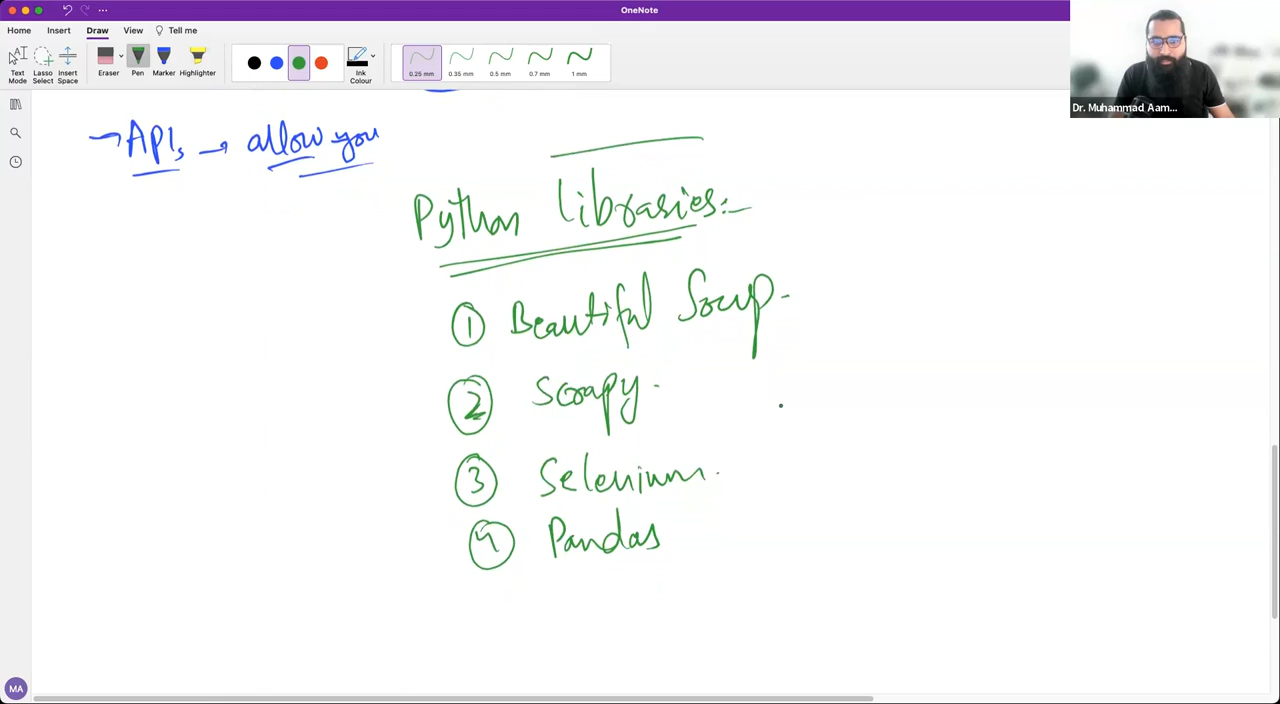 OneNote
Home Insert Draw View Tell me
Text Mode
Lasso Select
Insert Space
Eraser
Pen
Marker
Highlighter
0.25 mm
0.35 mm
0.5 mm
0.7 mm
1 mm
Ink Colour
Dr. Muhammad Aam...
→ APIs → allow you
Python Libraries:-
① Beautiful Soup.
② Scrapy.
③ Selenium.
④ Pandas
MA